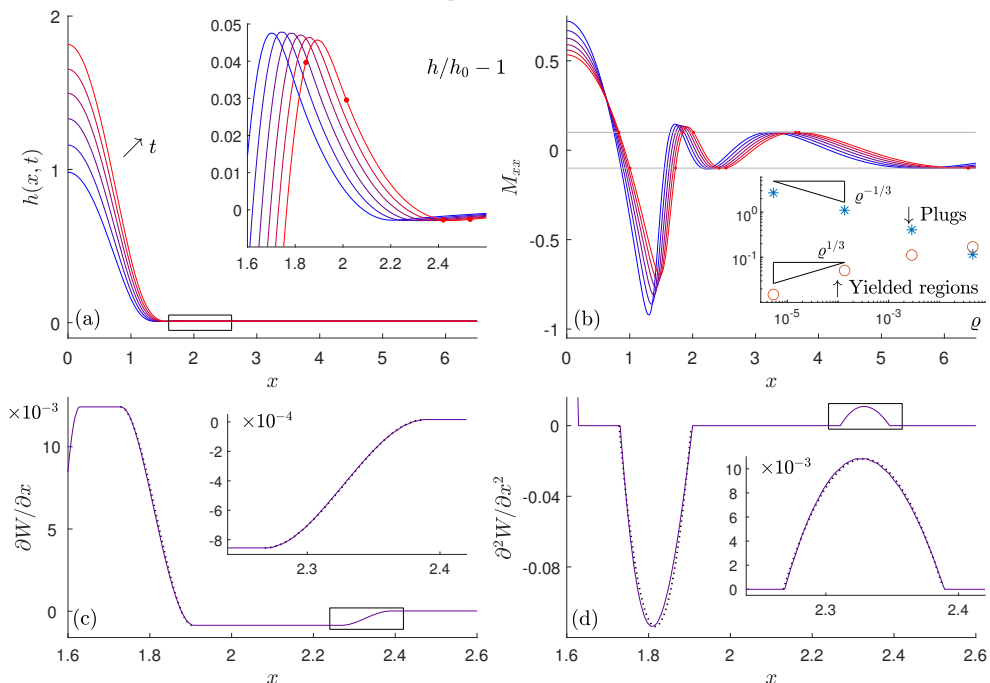 2
1
0
h(x, t)
↗ t
(a)
0 1 2 3 4 5 6
x
0.05
0.04
0.03
0.02
0.01
0
1.6 1.8 2 2.2 2.4
h/h₀ − 1
0.5
0
-0.5
-1
M_{xx}
(b)
0 1 2 3 4 5 6
x
10⁰
10⁻¹
ϱ^{-1/3}
↓ Plugs
ϱ^{1/3}
↑ Yielded regions
10⁻⁵ 10⁻³ ϱ
×10⁻³
10
5
0
∂W/∂x
(c)
1.6 1.8 2 2.2 2.4 2.6
x
×10⁻⁴
0
-2
-4
-6
-8
2.3 2.4
0
-0.04
-0.08
∂²W/∂x²
(d)
1.6 1.8 2 2.2 2.4 2.6
x
×10⁻³
10
8
6
4
2
0
2.3 2.4